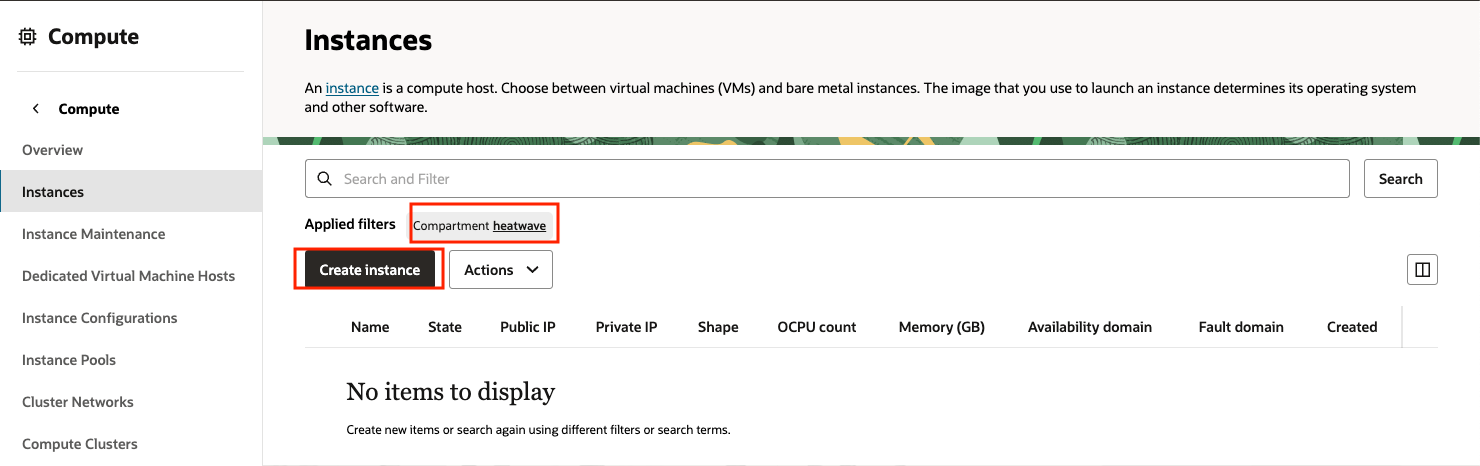 Compute
Compute
Overview
Instances
Instance Maintenance
Dedicated Virtual Machine Hosts
Instance Configurations
Instance Pools
Cluster Networks
Compute Clusters
Instances
An instance is a compute host. Choose between virtual machines (VMs) and bare metal instances. The image that you use to launch an instance determines its operating system
and other software.
Search and Filter
Search
Applied filters Compartment heatwave
Create instance Actions
Name State Public IP Private IP Shape OCPU count Memory (GB) Availability domain Fault domain Created
No items to display
Create new items or search again using different filters or search terms.